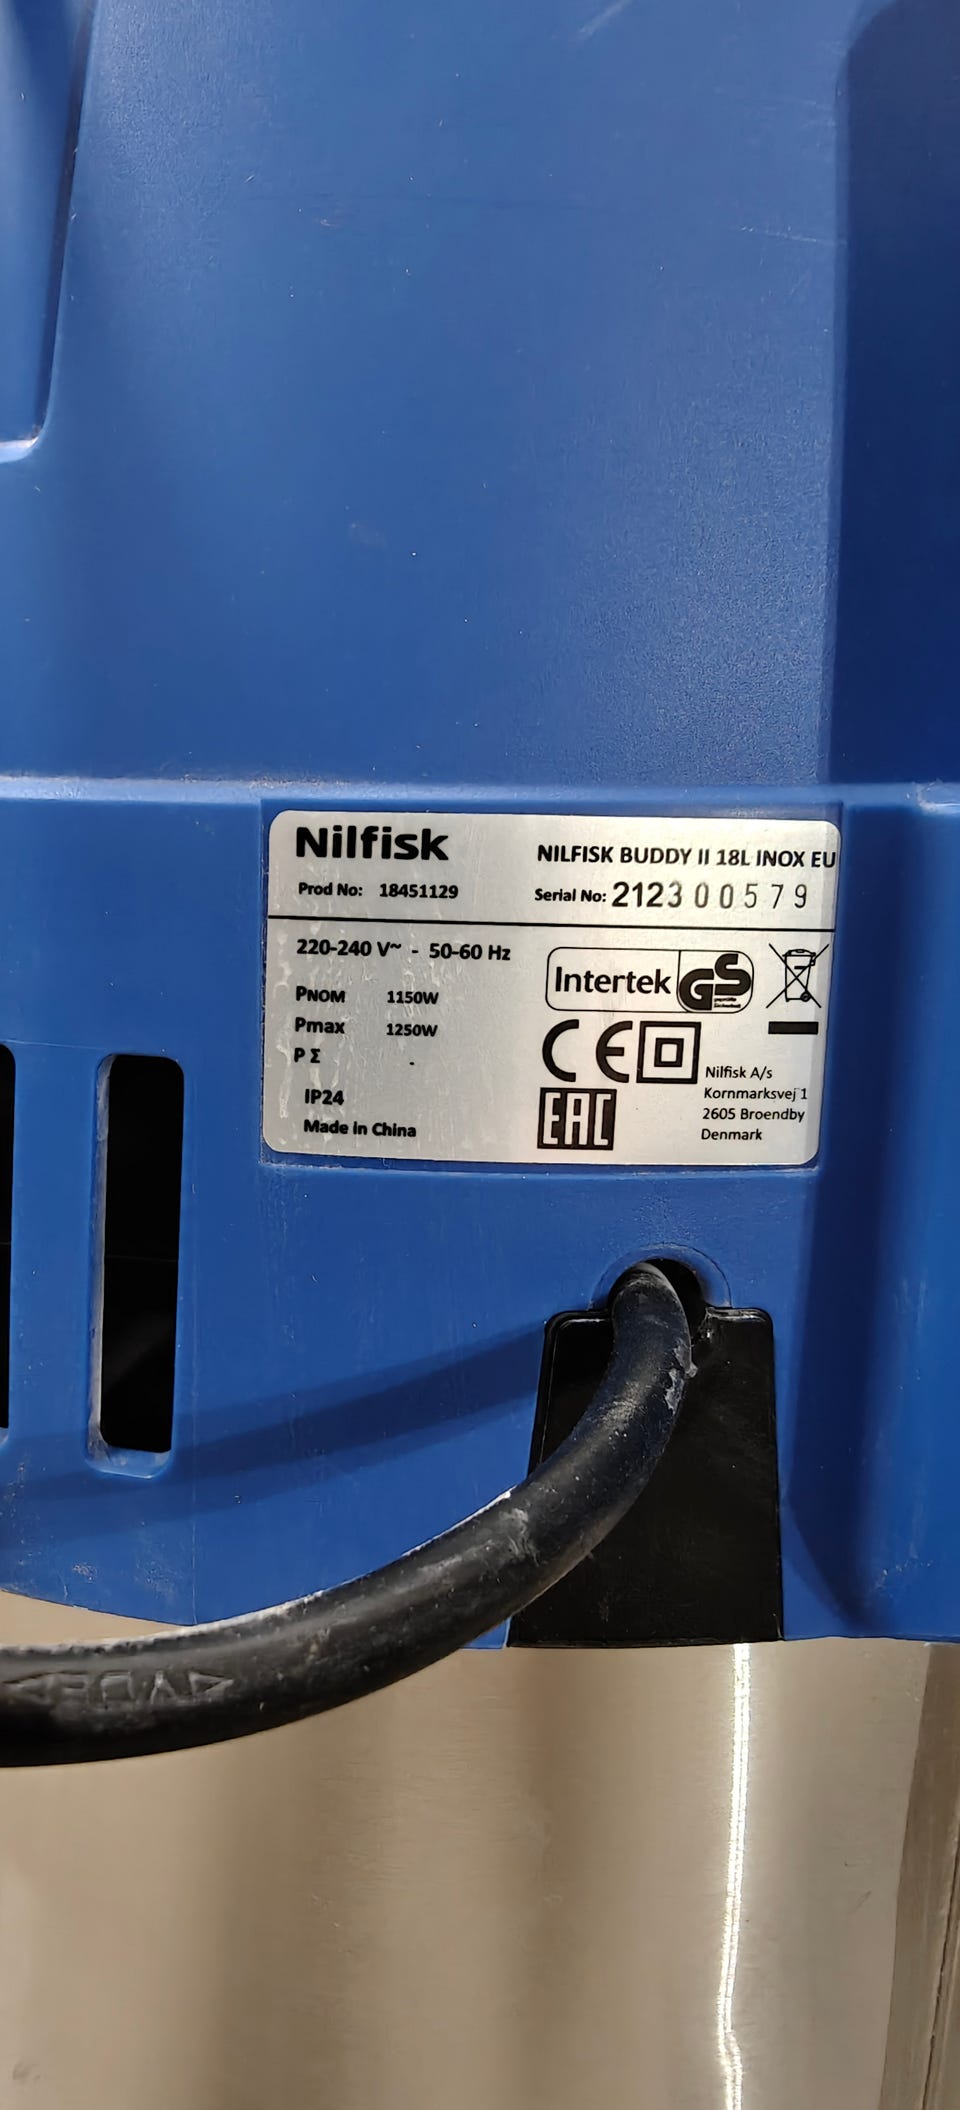 Nilfisk
NILFISK BUDDY II 18L INOX EU
Prod No: 18451129
Serial No: 212300579
220-240 V~ - 50-60 Hz
PNOM 1150W
Pmax 1250W
P Σ -
IP24
Made in China
Intertek
GS
CE
EAC
Nilfisk A/s
Kornmarksvej 1
2605 Broendby
Denmark